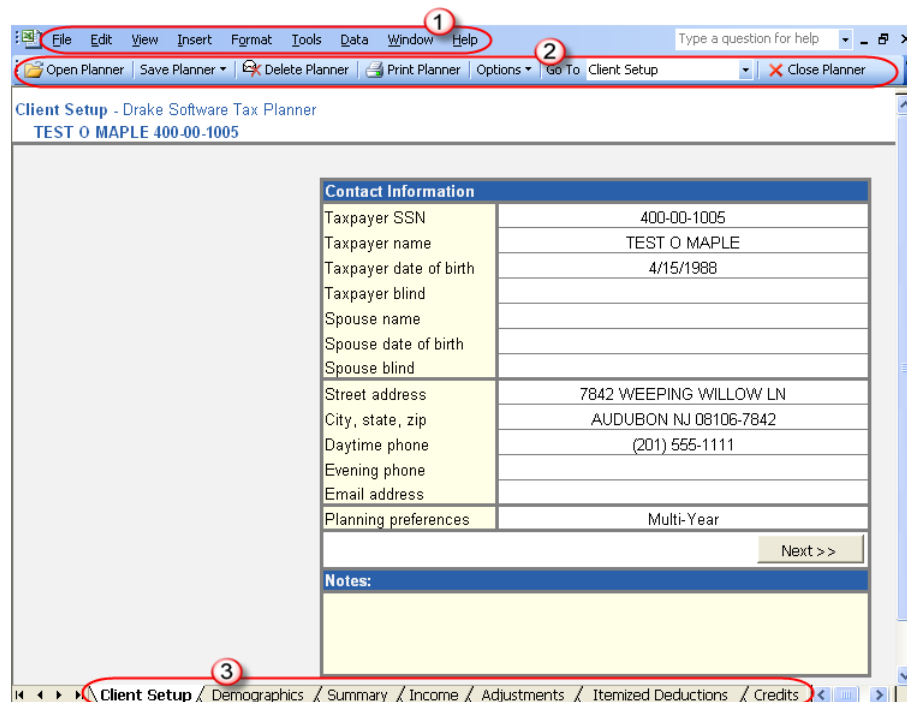 1
File Edit View Insert Format Tools Data Window Help Type a question for help
2
Open Planner Save Planner Delete Planner Print Planner Options Go To Client Setup Close Planner
Client Setup - Drake Software Tax Planner
TEST O MAPLE 400-00-1005
Contact Information
Taxpayer SSN 400-00-1005
Taxpayer name TEST O MAPLE
Taxpayer date of birth 4/15/1988
Taxpayer blind
Spouse name
Spouse date of birth
Spouse blind
Street address 7842 WEEPING WILLOW LN
City, state, zip AUDUBON NJ 08106-7842
Daytime phone (201) 555-1111
Evening phone
Email address
Planning preferences Multi-Year
Next >>
Notes:
3
Client Setup Demographics Summary Income Adjustments Itemized Deductions Credits